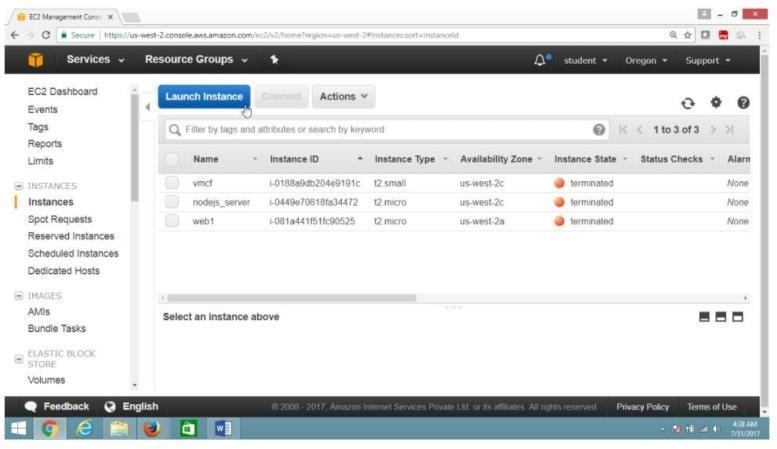 EC2 Management Conso
Secure https://us-west-2.console.aws.amazon.com/ec2/v2/home?region=us-west-2#Instances:sort=instanceId
Services Resource Groups student Oregon Support
EC2 Dashboard
Events
Tags
Reports
Limits
INSTANCES
Instances
Spot Requests
Reserved Instances
Scheduled Instances
Dedicated Hosts
IMAGES
AMIs
Bundle Tasks
ELASTIC BLOCK
STORE
Volumes
Launch Instance Connect Actions
Filter by tags and attributes or search by keyword 1 to 3 of 3
Name Instance ID Instance Type Availability Zone Instance State Status Checks Alarm
vmcf i-0188a9db204e9191c t2.small us-west-2c terminated None
nodejs_server i-0449e70618fa34472 t2.micro us-west-2c terminated None
web1 i-081a441f51fc90525 t2.micro us-west-2a terminated None
Select an instance above
Feedback English © 2008 - 2017, Amazon Internet Services Private Ltd. or its affiliates. All rights reserved. Privacy Policy Terms of Use
4:38 AM
7/31/2017